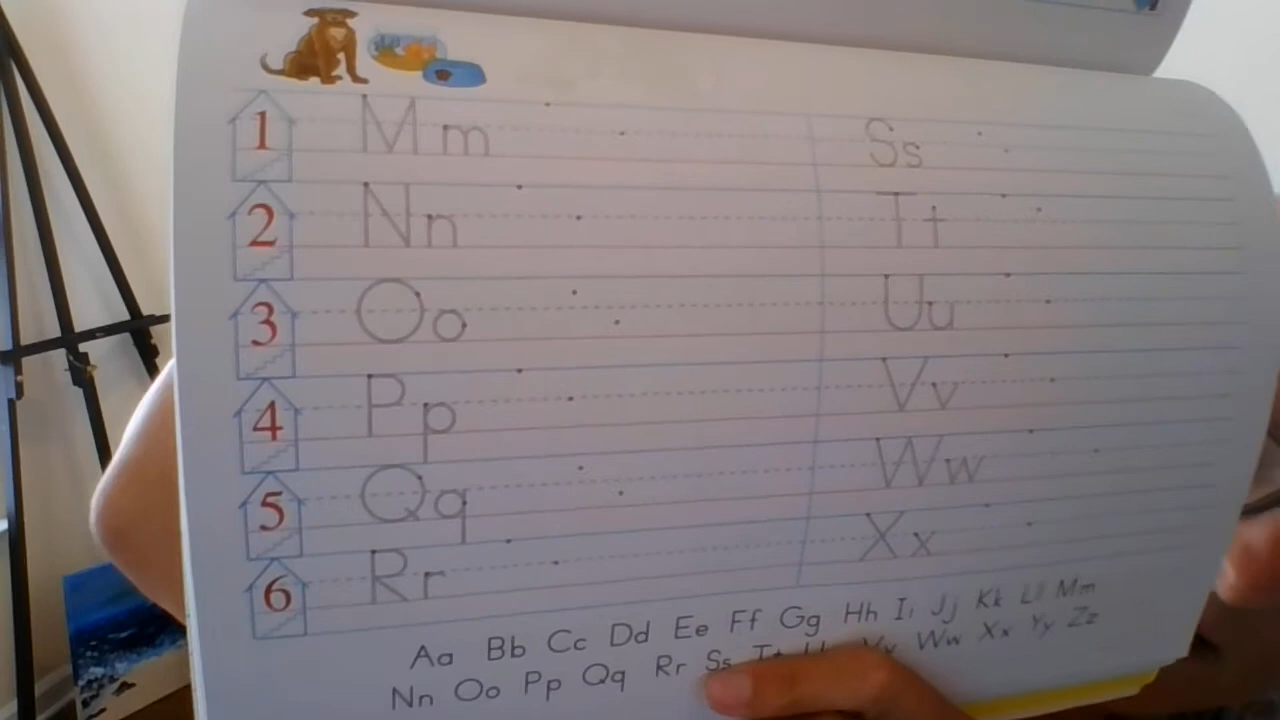 1 Mm Ss
2 Nn Tt
3 Oo Uu
4 Pp Vv
5 Qq Ww
6 Rr Xx
Aa Bb Cc Dd Ee Ff Gg Hh Ii Jj Kk Ll Mm
Nn Oo Pp Qq Rr Ss Tt Vv Ww Xx Yy Zz